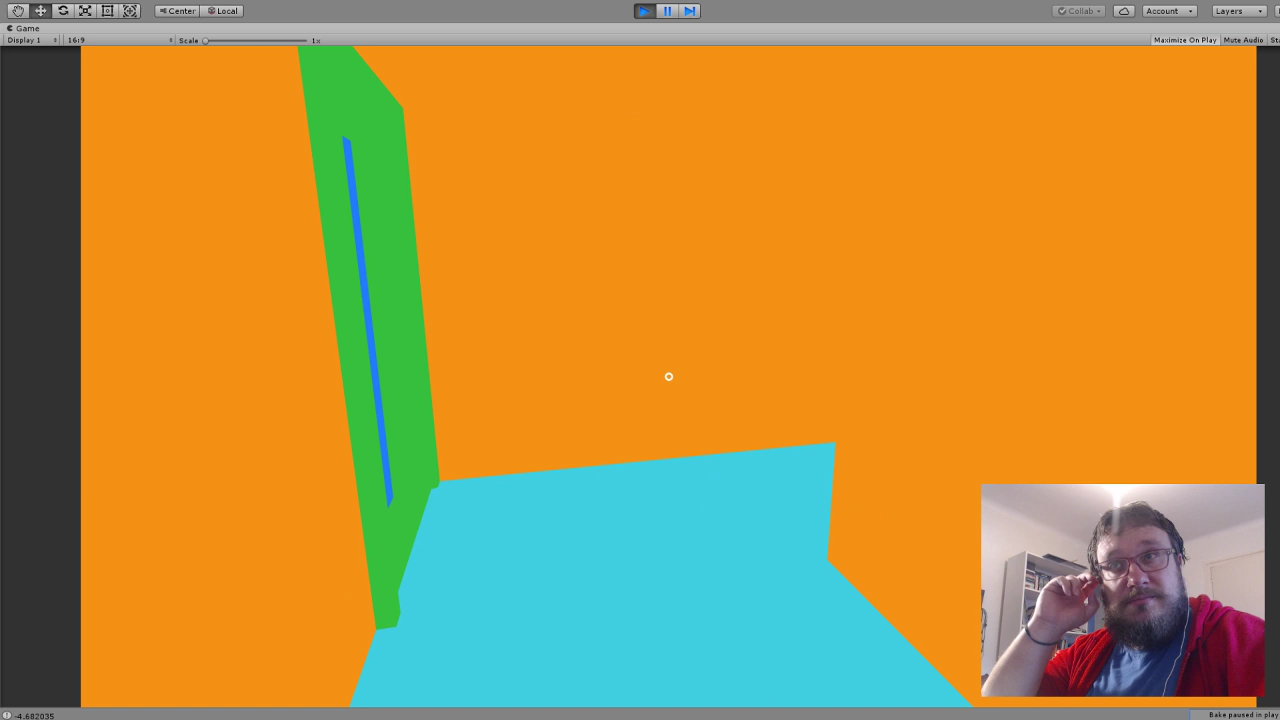 Center Local Collab Account Layers
Game
Display 1 16:9 Scale 1x Maximize On Play Mute Audio Sta
-4.682035 Bake paused in play